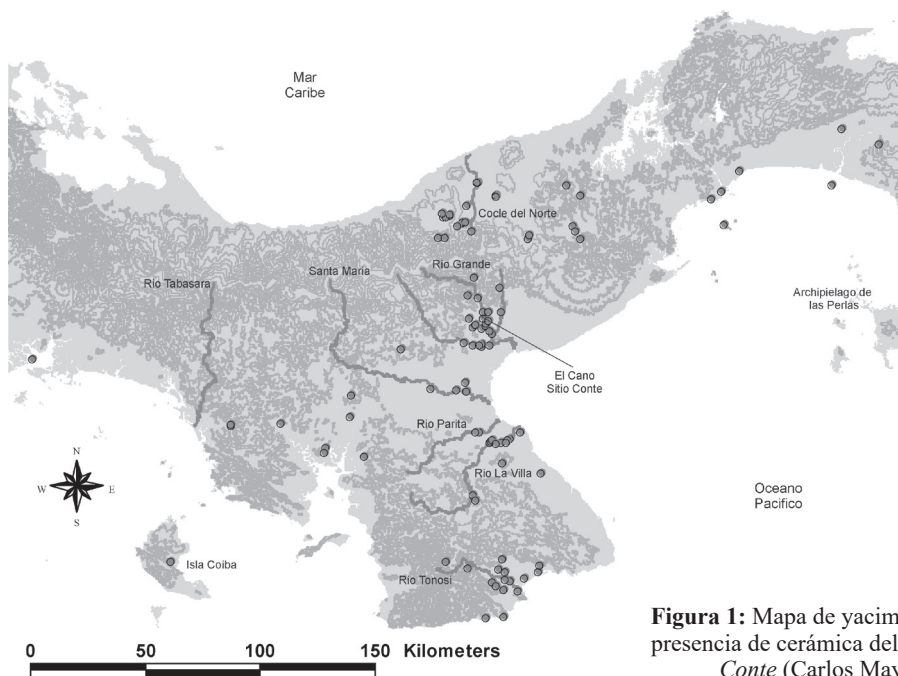 Mar
Caribe
Cocle del Norte
Rio Grande
Santa Maria
Rio Tabasara
Archipielago de
las Perlas
El Cano
Sitio Conte
Rio Parita
Rio La Villa
N
W
E
S
Oceano
Pacifico
Isla Coiba
Rio Tonosi
0 50 100 150 Kilometers
Figura 1: Mapa de yacim
presencia de cerámica del
Conte (Carlos May